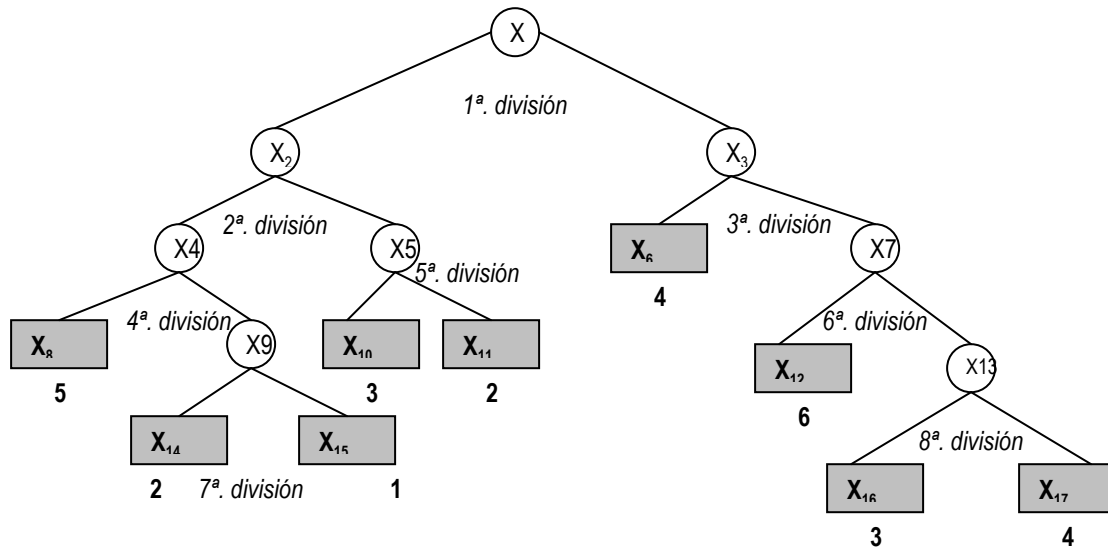 X
1ª. división
X₂
X₃
2ª. división
3ª. división
X4
X5
X₆
X7
5ª. división
4
4ª. división
6ª. división
X₈
X9
X₁₀
X₁₁
X₁₂
X13
5
3
2
6
X₁₄
X₁₅
8ª. división
2
7ª. división
1
X₁₆
X₁₇
3
4